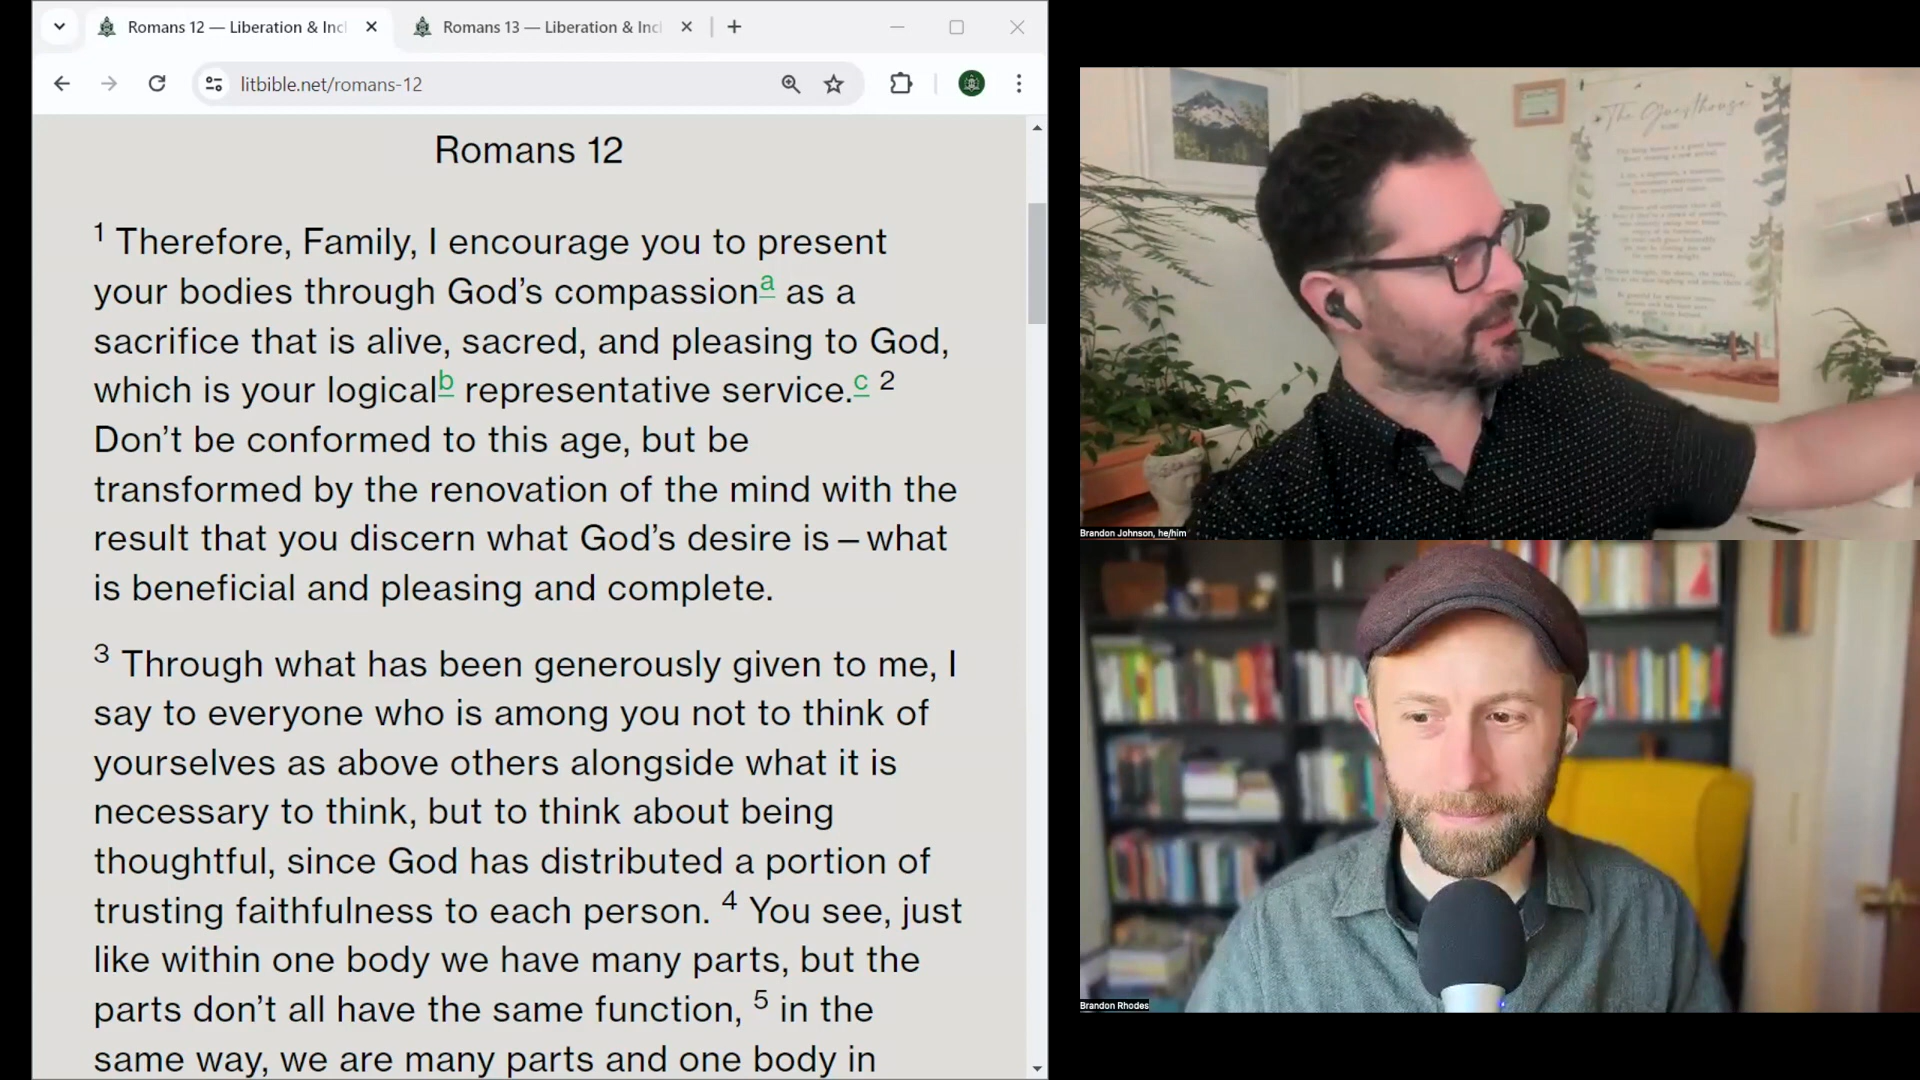 Romans 12 — Liberation & Incl
Romans 13 — Liberation & Incl
litbible.net/romans-12
Romans 12
1 Therefore, Family, I encourage you to present
your bodies through God’s compassiona as a
sacrifice that is alive, sacred, and pleasing to God,
which is your logicalb representative service.c 2
Don’t be conformed to this age, but be
transformed by the renovation of the mind with the
result that you discern what God’s desire is – what
is beneficial and pleasing and complete.
3 Through what has been generously given to me, I
say to everyone who is among you not to think of
yourselves as above others alongside what it is
necessary to think, but to think about being
thoughtful, since God has distributed a portion of
trusting faithfulness to each person. 4 You see, just
like within one body we have many parts, but the
parts don’t all have the same function, 5 in the
same way, we are many parts and one body in
The Guesthouse
Brandon Johnson, he/him
Brandon Rhodes